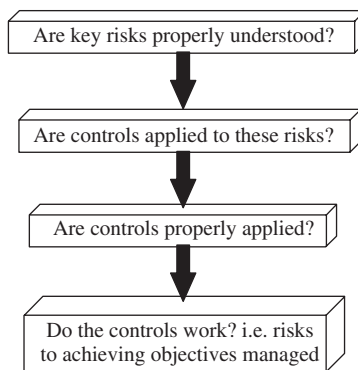 Are key risks properly understood?
Are controls applied to these risks?
Are controls properly applied?
Do the controls work? i.e. risks
to achieving objectives managed